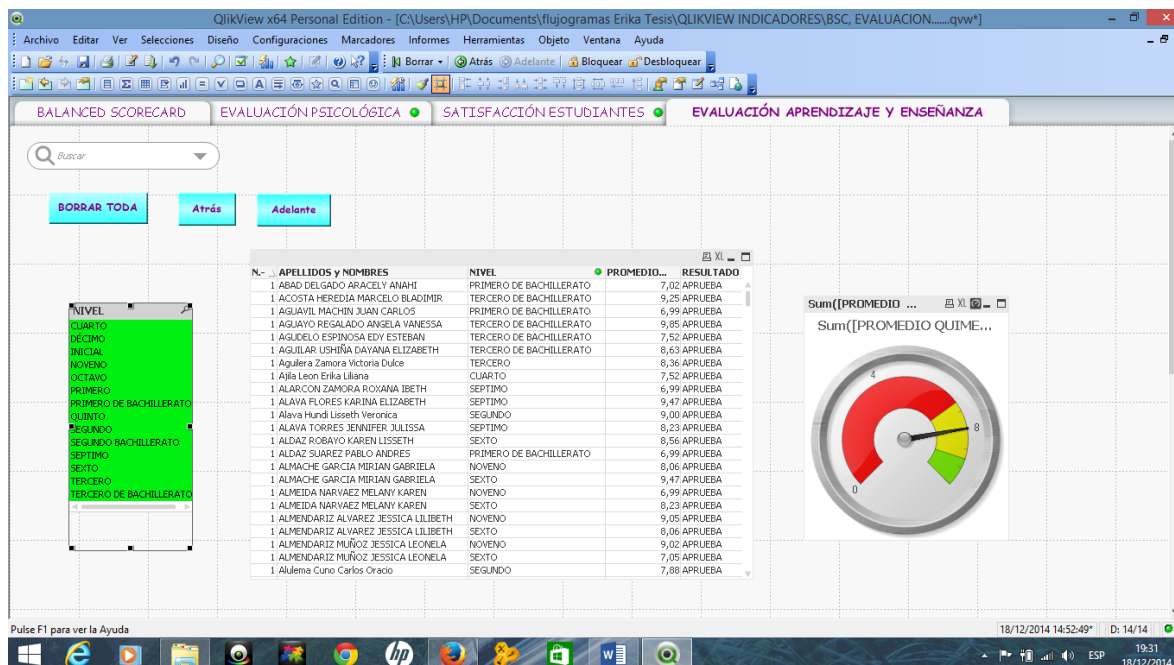 QlikView x64 Personal Edition - [C:\Users\HP\Documents\flujogramas Erika Tesis\QLIKVIEW INDICADORES\BSC, EVALUACION.......qvw*]
Archivo Editar Ver Selecciones Diseño Configuraciones Marcadores Informes Herramientas Objeto Ventana Ayuda
Borrar Atrás Adelante Bloquear Desbloquear
BALANCED SCORECARD EVALUACIÓN PSICOLÓGICA SATISFACCIÓN ESTUDIANTES EVALUACIÓN APRENDIZAJE Y ENSEÑANZA
Buscar
BORRAR TODA Atrás Adelante
XL
N.- APELLIDOS y NOMBRES NIVEL PROMEDIO... RESULTADO
1 ABAD DELGADO ARACELY ANAHI PRIMERO DE BACHILLERATO 7,02 APRUEBA
1 ACOSTA HEREDIA MARCELO BLADIMIR TERCERO DE BACHILLERATO 9,25 APRUEBA
1 AGUAVIL MACHIN JUAN CARLOS PRIMERO DE BACHILLERATO 6,99 APRUEBA
1 AGUAYO REGALADO ANGELA VANESSA TERCERO DE BACHILLERATO 9,85 APRUEBA
1 AGUDELO ESPINOSA EDY ESTEBAN TERCERO DE BACHILLERATO 7,52 APRUEBA
1 AGUILAR USHIÑA DAYANA ELIZABETH TERCERO DE BACHILLERATO 8,63 APRUEBA
1 Aguilera Zamora Victoria Dulce TERCERO 8,36 APRUEBA
1 Ajila Leon Erika Liliana CUARTO 7,52 APRUEBA
1 ALARCON ZAMORA ROXANA IBETH SEPTIMO 6,99 APRUEBA
1 ALAVA FLORES KARINA ELIZABETH SEPTIMO 9,47 APRUEBA
1 Alava Hundi Lisseth Veronica SEGUNDO 9,00 APRUEBA
1 ALAVA TORRES JENNIFER JULISSA SEPTIMO 8,23 APRUEBA
1 ALDAZ ROBAYO KAREN LISSETH SEXTO 8,56 APRUEBA
1 ALDAZ SUAREZ PABLO ANDRES PRIMERO DE BACHILLERATO 6,99 APRUEBA
1 ALMACHE GARCIA MIRIAN GABRIELA NOVENO 8,06 APRUEBA
1 ALMACHE GARCIA MIRIAN GABRIELA SEXTO 9,47 APRUEBA
1 ALMEIDA NARVAEZ MELANY KAREN NOVENO 6,99 APRUEBA
1 ALMEIDA NARVAEZ MELANY KAREN SEXTO 8,23 APRUEBA
1 ALMENDARIZ ALVAREZ JESSICA LILIBETH NOVENO 9,05 APRUEBA
1 ALMENDARIZ ALVAREZ JESSICA LILIBETH SEXTO 8,06 APRUEBA
1 ALMENDARIZ MUÑOZ JESSICA LEONELA NOVENO 9,02 APRUEBA
1 ALMENDARIZ MUÑOZ JESSICA LEONELA SEXTO 7,05 APRUEBA
1 Alulema Cuno Carlos Oracio SEGUNDO 7,88 APRUEBA
NIVEL
CUARTO
DÉCIMO
INICIAL
NOVENO
OCTAVO
PRIMERO
PRIMERO DE BACHILLERATO
QUINTO
SEGUNDO
SEGUNDO BACHILLERATO
SEPTIMO
SEXTO
TERCERO
TERCERO DE BACHILLERATO
Sum([PROMEDIO ... XL
Sum([PROMEDIO QUIME...
4
8
0
Pulse F1 para ver la Ayuda 18/12/2014 14:52:49* D: 14/14
hp ESP 19:31
18/12/2014